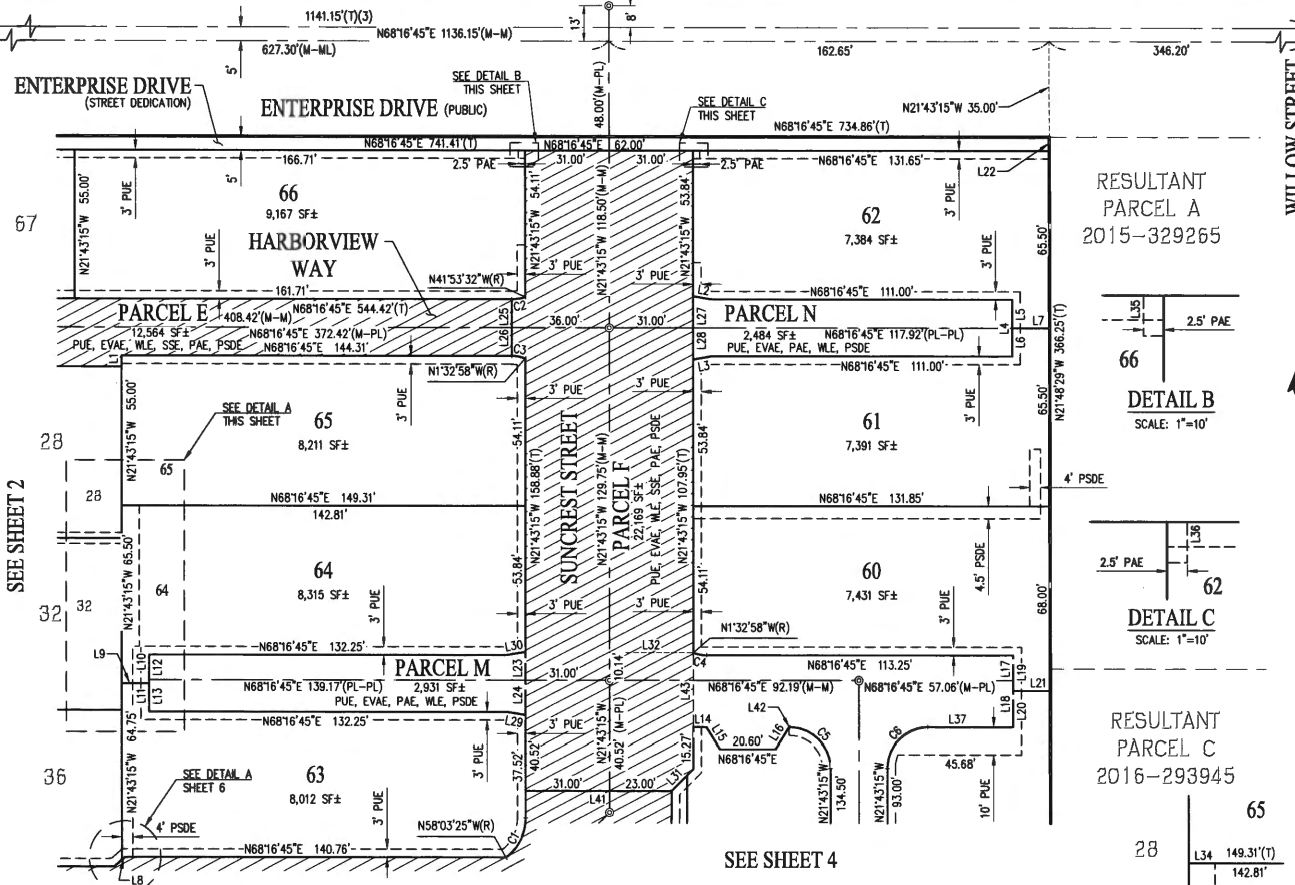 1141.15'(T)(3)
N68°16'45"E 1136.15'(M-M)
627.30'(M-ML)
13'
8'
162.65'
346.20'
5'
ENTERPRISE DRIVE
(STREET DEDICATION)
ENTERPRISE DRIVE (PUBLIC)
SEE DETAIL B
THIS SHEET
48.00'(M-PL)
SEE DETAIL C
THIS SHEET
N21°43'15"W 35.00'
WILLOW STREET
N68°16'45"E 741.41'(T)
N68°16'45"E 62.00'
N68°16'45"E 734.86'(T)
166.71'
2.5' PAE
31.00'
31.00'
2.5' PAE
N68°16'45"E 131.65'
L22
5'
67
N21°43'15"W 55.00'
3' PUE
66
9,167 SF±
3' PUE
HARBORVIEW
WAY
161.71'
N41°53'32"W(R)
54.11'
N21°43'15"W
3' PUE
N21°43'15"W 118.50'(M-M)
3' PUE
53.84'
N21°43'15"W
62
7,384 SF±
3' PUE
3' PUE
65.50'
RESULTANT
PARCEL A
2015-329265
PARCEL E
N68°16'45"E 544.42'(T)
408.42'(M-M)
12,564 SF±
N68°16'45"E 372.42'(M-PL)
PUE, EVAE, WLE, SSE, PAE, PSDE
N68°16'45"E 144.31'
L1
L25
L26
C2
C3
36.00'
31.00'
L2
L27
L28
L3
N68°16'45"E 111.00'
PARCEL N
2,484 SF±
N68°16'45"E 117.92'(PL-PL)
PUE, EVAE, PAE, WLE, PSDE
N68°16'45"E 111.00'
L4
L5
L6
L7
N21°48'29"W 366.25'(T)
L35
2.5' PAE
66
DETAIL B
SCALE: 1"=10'
N1°32'58"W(R)
28
N21°43'15"W 55.00'
SEE DETAIL A
THIS SHEET
65
65
8,211 SF±
3' PUE
3' PUE
54.11'
N68°16'45"E 149.31'
142.81'
SUNCREST STREET
N21°43'15"W 158.88'(T)
N21°43'15"W 129.75'(M-M)
PARCEL F
22,169 SF±
PUE, EVAE, WLE, SSE, PAE, PSDE
N21°43'15"W 107.95'(T)
3' PUE
53.84'
61
7,391 SF±
3' PUE
65.50'
N68°16'45"E 131.85'
4' PSDE
4.5' PSDE
SEE SHEET 2
28
32
32
N21°43'15"W 65.50'
64
64
8,315 SF±
53.84'
3' PUE
3' PUE
3' PUE
54.11'
60
7,431 SF±
N1°32'58"W(R)
3' PUE
68.00'
L36
2.5' PAE
62
DETAIL C
SCALE: 1"=10'
L9
L10
L11
L12
L13
N68°16'45"E 132.25'
PARCEL M
N68°16'45"E 139.17'(PL-PL)
2,931 SF±
PUE, EVAE, PAE, WLE, PSDE
N68°16'45"E 132.25'
L30
L23
L24
L29
31.00'
10.14'
L32
C4
L43
N68°16'45"E 113.25'
N68°16'45"E 92.19'(M-M)
N68°16'45"E 57.06'(M-PL)
L17
L18
L19
L20
L21
36
N21°43'15"W 64.75'
SEE DETAIL A
SHEET 6
4' PSDE
L8
63
8,012 SF±
3' PUE
3' PUE
N68°16'45"E 140.76'
N58°03'25"W(R)
37.52'
C1
40.52'
3' PUE
N21°43'15"W
40.52' (M-PL)
31.00'
23.00'
L41
L31
15.27'
L14
L15
20.60'
N68°16'45"E
L16
L42
C5
N21°43'15"W
134.50'
C6
N21°43'15"W
93.00'
L37
45.68'
10' PUE
SEE SHEET 4
RESULTANT
PARCEL C
2016-293945
65
28
L34
149.31'(T)
142.81'